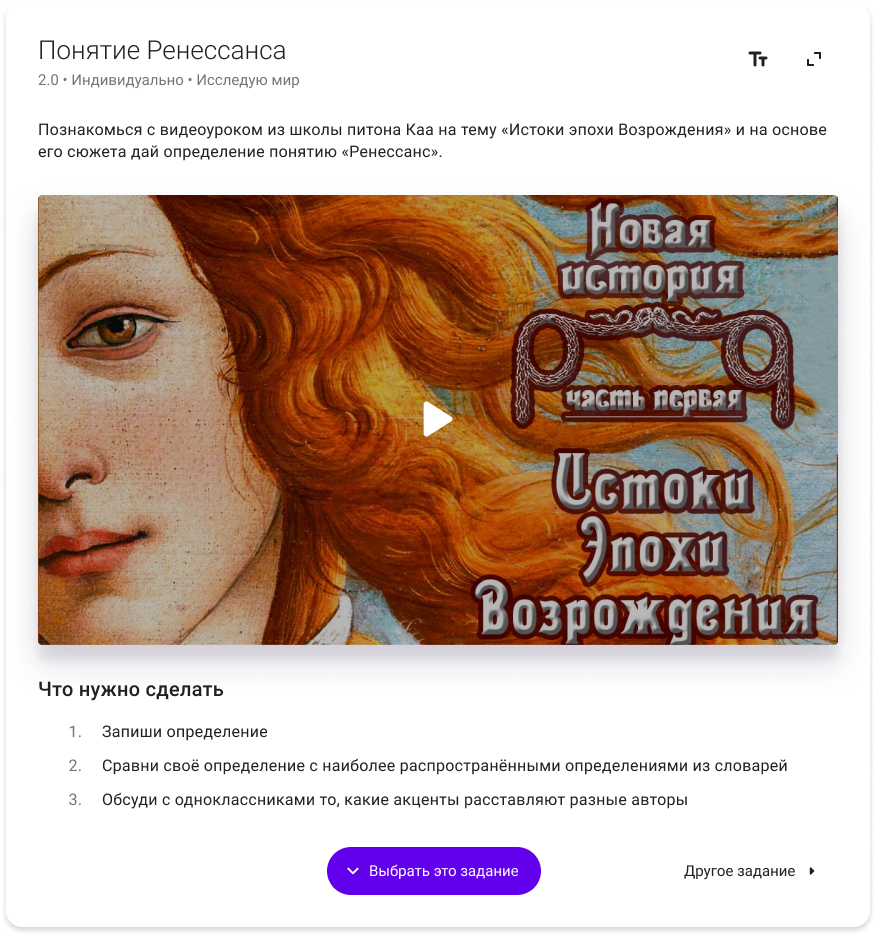 Понятие Ренессанса
2.0 • Индивидуально • Исследую мир
Тт
Познакомься с видеоуроком из школы питона Каа на тему «Истоки эпохи Возрождения» и на основе
его сюжета дай определение понятию «Ренессанс».
Новая
история
часть первая
Истоки
Эпохи
Возрождения
Что нужно сделать
1. Запиши определение
2. Сравни своё определение с наиболее распространёнными определениями из словарей
3. Обсуди с одноклассниками то, какие акценты расставляют разные авторы
Выбрать это задание
Другое задание